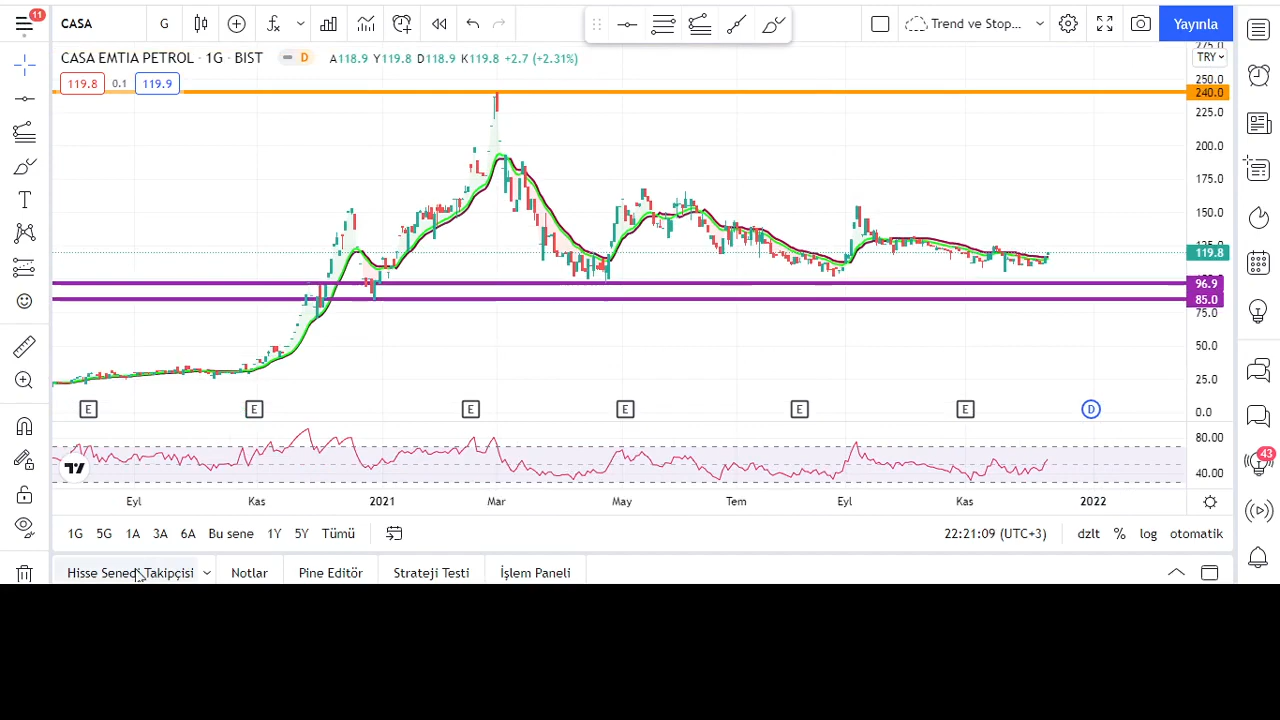 11
CASA
G
Trend ve Stop...
Yayınla
CASA EMTIA PETROL · 1G · BIST
D
A118.9 Y119.8 D118.9 K119.8 +2.7 (+2.31%)
119.8 0.1 119.9
TRY
275.0
250.0
240.0
225.0
200.0
175.0
150.0
125.0
119.8
96.9
85.0
75.0
50.0
25.0
0.0
E E E E E E D
80.00
40.00
Eyl Kas 2021 Mar May Tem Eyl Kas 2022
43
1G 5G 1A 3A 6A Bu sene 1Y 5Y Tümü
22:21:09 (UTC+3) dzlt % log otomatik
Hisse Senedi Takipçisi Notlar Pine Editör Strateji Testi İşlem Paneli